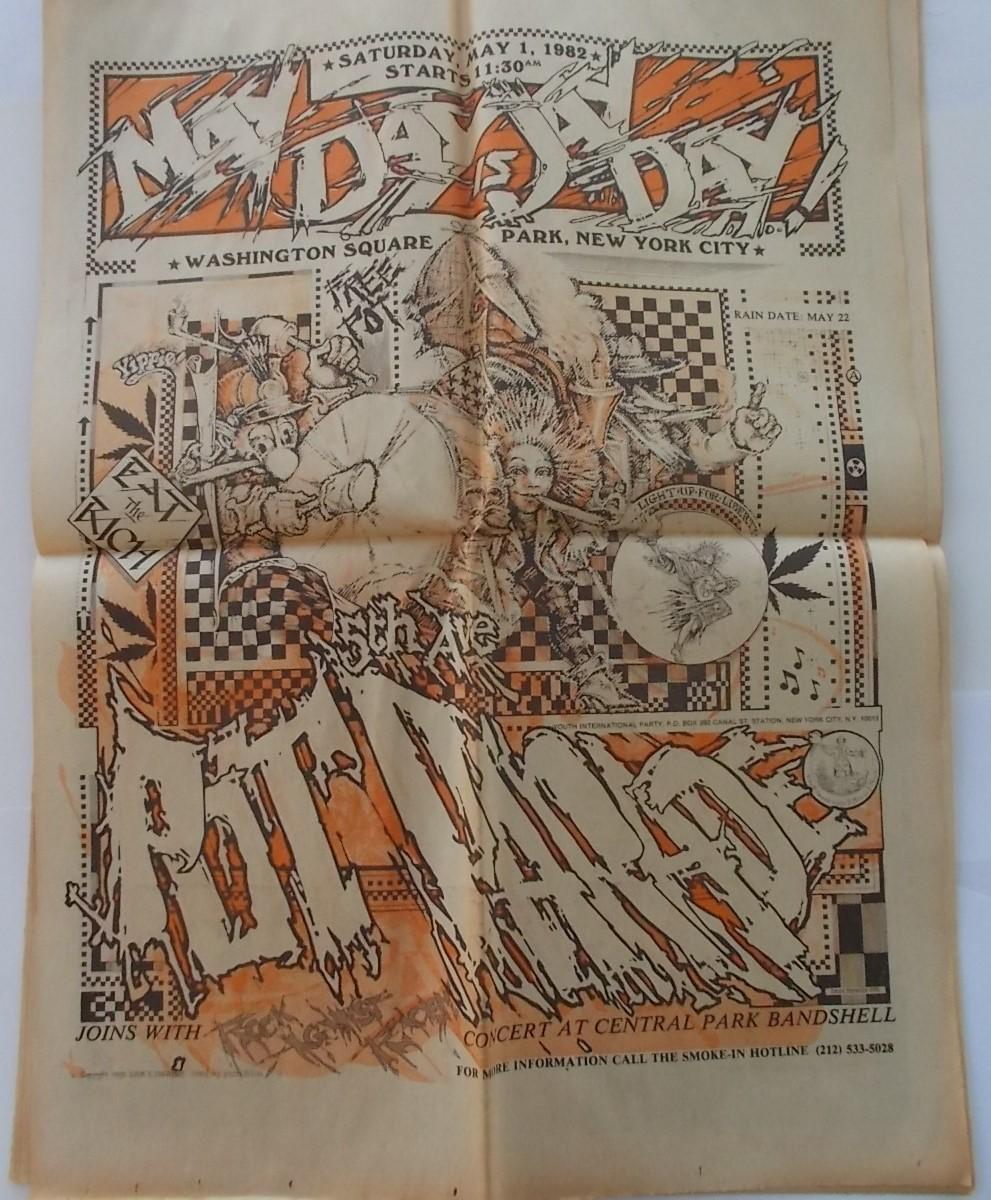 ★SATURDAY MAY 1, 1982★
STARTS 11:30AM
MAY DAY IS JAY DAY!
★WASHINGTON SQUARE PARK, NEW YORK CITY★
FREE POT
RAIN DATE: MAY 22
Yippie
EAT
The
RICH
LIGHT·UP·FOR·LIBERTY
5th Ave
YOUTH INTERNATIONAL PARTY, P.O. BOX 392 CANAL ST. STATION, NEW YORK CITY, N.Y. 10013
POT PARADE
JOINS WITH ROCK AGAINST RACISM CONCERT AT CENTRAL PARK BANDSHELL
FOR MORE INFORMATION CALL THE SMOKE-IN HOTLINE (212) 533-5028